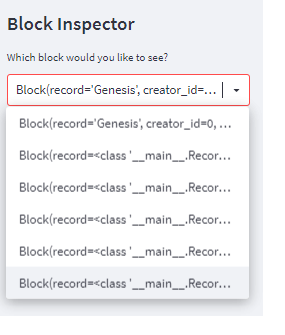 Block Inspector
Which block would you like to see?
Block(record='Genesis', creator_id=...
Block(record='Genesis', creator_id=0, ...
Block(record=<class '__main__.Recor...
Block(record=<class '__main__.Recor...
Block(record=<class '__main__.Recor...
Block(record=<class '__main__.Recor...
Block(record=<class '__main__.Recor...